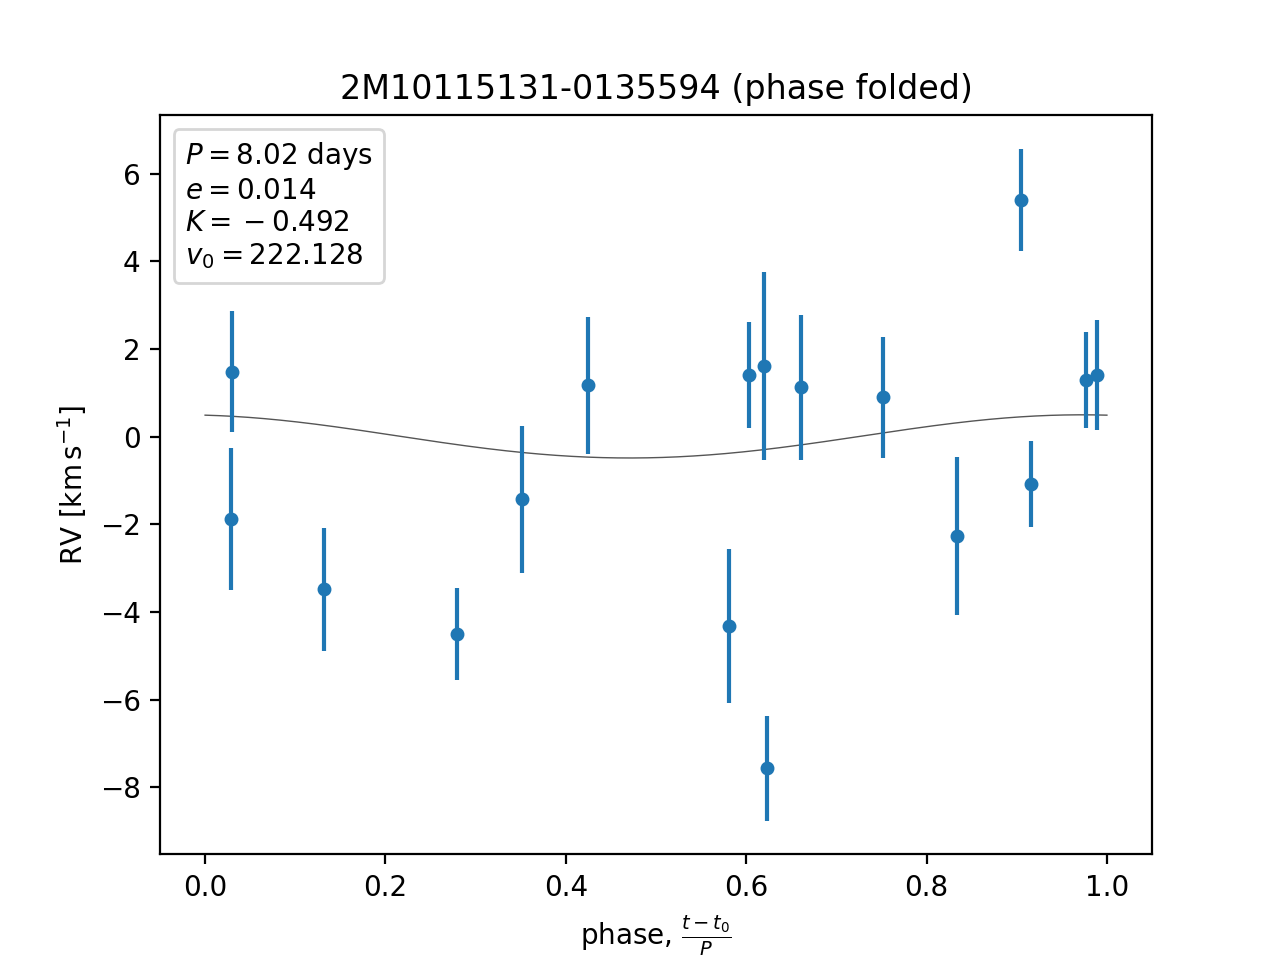 2M10115131-0135594 (phase folded)
P = 8.02 days
e = 0.014
K = −0.492
v₀ = 222.128
6
4
2
0
−2
−4
−6
−8
RV [km s⁻¹]
0.0 0.2 0.4 0.6 0.8 1.0
phase, (t − t₀)/P